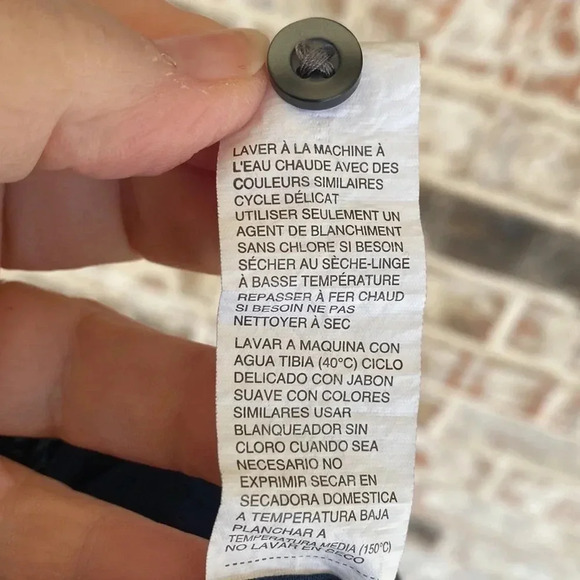 LAVER À LA MACHINE À
L'EAU CHAUDE AVEC DES
COULEURS SIMILAIRES
CYCLE DÉLICAT
UTILISER SEULEMENT UN
AGENT DE BLANCHIMENT
SANS CHLORE SI BESOIN
SÉCHER AU SÈCHE-LINGE
À BASSE TEMPÉRATURE
REPASSER À FER CHAUD
SI BESOIN NE PAS
NETTOYER À SEC
LAVAR A MAQUINA CON
AGUA TIBIA (40°C) CICLO
DELICADO CON JABON
SUAVE CON COLORES
SIMILARES USAR
BLANQUEADOR SIN
CLORO CUANDO SEA
NECESARIO NO
EXPRIMIR SECAR EN
SECADORA DOMESTICA
A TEMPERATURA BAJA
PLANCHAR A
TEMPERATURA MEDIA (150°C)
NO LAVAR EN SECO